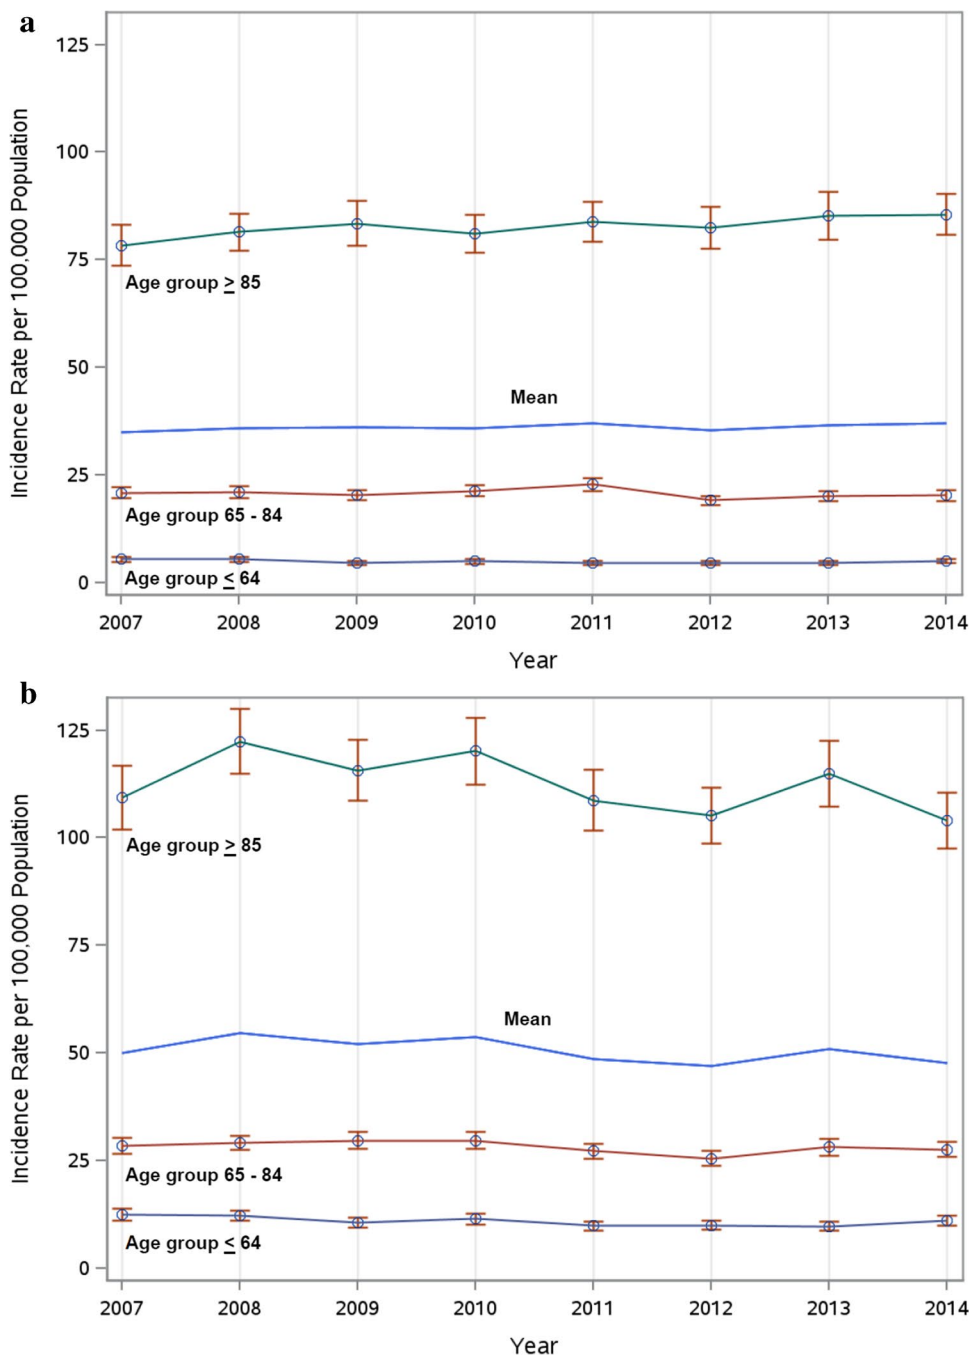 a
Incidence Rate per 100,000 Population
125
100
75
50
25
0
Age group ≥ 85
Mean
Age group 65 - 84
Age group ≤ 64
2007 2008 2009 2010 2011 2012 2013 2014
Year
b
Incidence Rate per 100,000 Population
125
100
75
50
25
0
Age group ≥ 85
Mean
Age group 65 - 84
Age group ≤ 64
2007 2008 2009 2010 2011 2012 2013 2014
Year